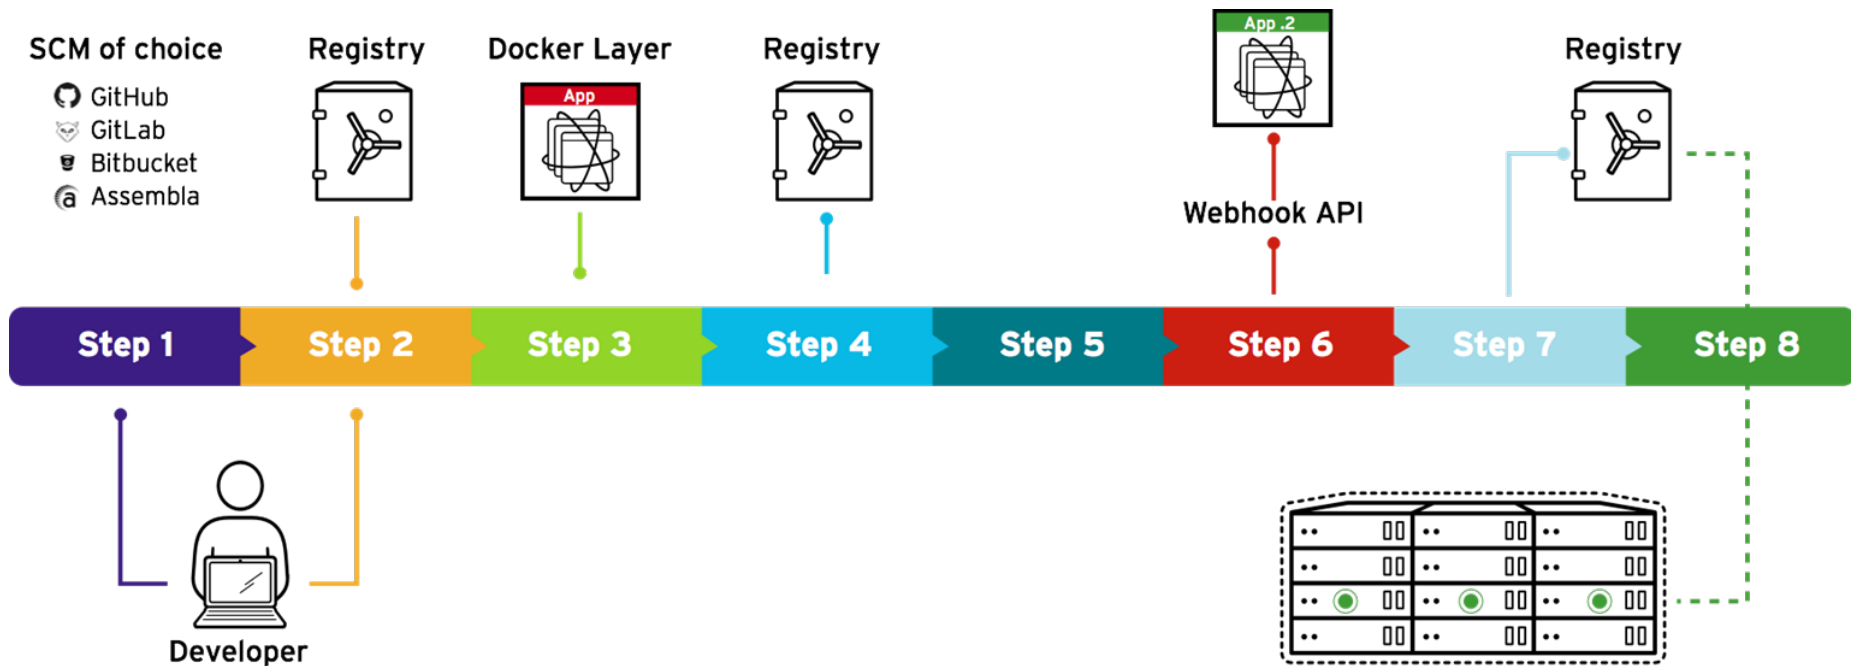 SCM of choice
GitHub
GitLab
Bitbucket
Assembla
Registry
Docker Layer
App
Registry
App .2
Webhook API
Registry
Step 1
Step 2
Step 3
Step 4
Step 5
Step 6
Step 7
Step 8
Developer